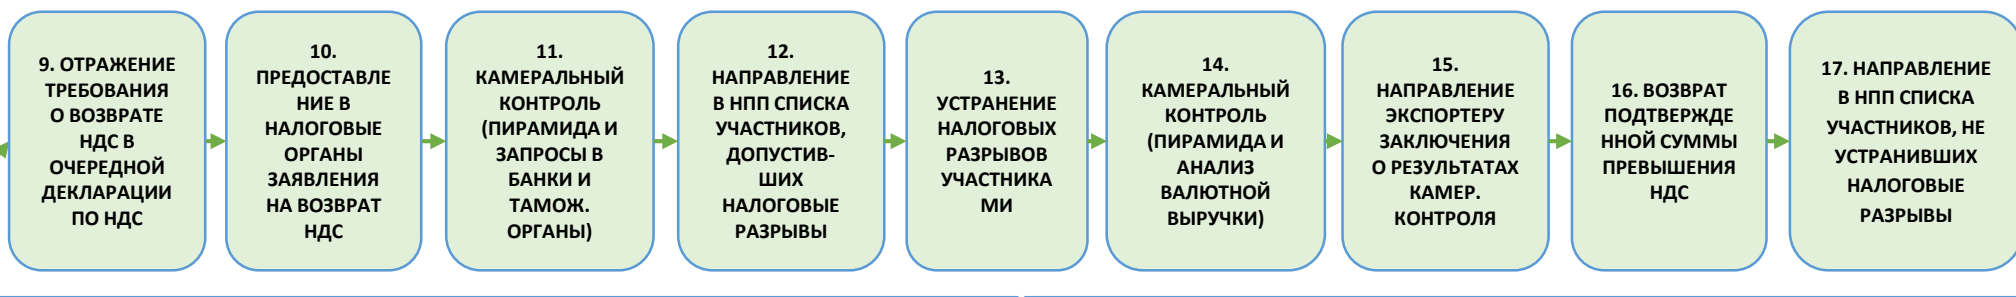 9. ОТРАЖЕНИЕ
ТРЕБОВАНИЯ
О ВОЗВРАТЕ
НДС В
ОЧЕРЕДНОЙ
ДЕКЛАРАЦИИ
ПО НДС
10.
ПРЕДОСТАВЛЕ
НИЕ В
НАЛОГОВЫЕ
ОРГАНЫ
ЗАЯВЛЕНИЯ
НА ВОЗВРАТ
НДС
11.
КАМЕРАЛЬНЫЙ
КОНТРОЛЬ
(ПИРАМИДА И
ЗАПРОСЫ В
БАНКИ И
ТАМОЖ.
ОРГАНЫ)
12.
НАПРАВЛЕНИЕ
В НПП СПИСКА
УЧАСТНИКОВ,
ДОПУСТИВ-
ШИХ
НАЛОГОВЫЕ
РАЗРЫВЫ
13.
УСТРАНЕНИЕ
НАЛОГОВЫХ
РАЗРЫВОВ
УЧАСТНИКА
МИ
14.
КАМЕРАЛЬНЫЙ
КОНТРОЛЬ
(ПИРАМИДА И
АНАЛИЗ
ВАЛЮТНОЙ
ВЫРУЧКИ)
15.
НАПРАВЛЕНИЕ
ЭКСПОРТЕРУ
ЗАКЛЮЧЕНИЯ
О РЕЗУЛЬТАТАХ
КАМЕР.
КОНТРОЛЯ
16. ВОЗВРАТ
ПОДТВЕРЖДЕ
ННОЙ СУММЫ
ПРЕВЫШЕНИЯ
НДС
17. НАПРАВЛЕНИЕ
В НПП СПИСКА
УЧАСТНИКОВ, НЕ
УСТРАНИВШИХ
НАЛОГОВЫЕ
РАЗРЫВЫ